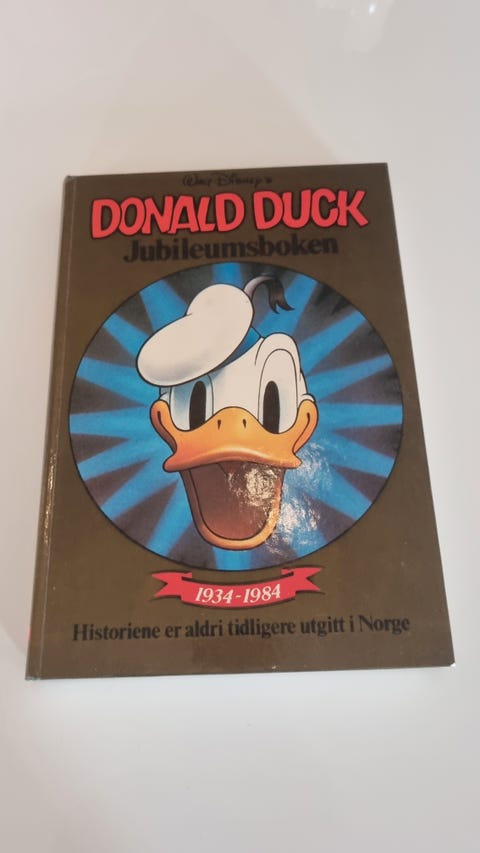 Walt Disney's
DONALD DUCK
Jubileumsboken
1934-1984
Historiene er aldri tidligere utgitt i Norge